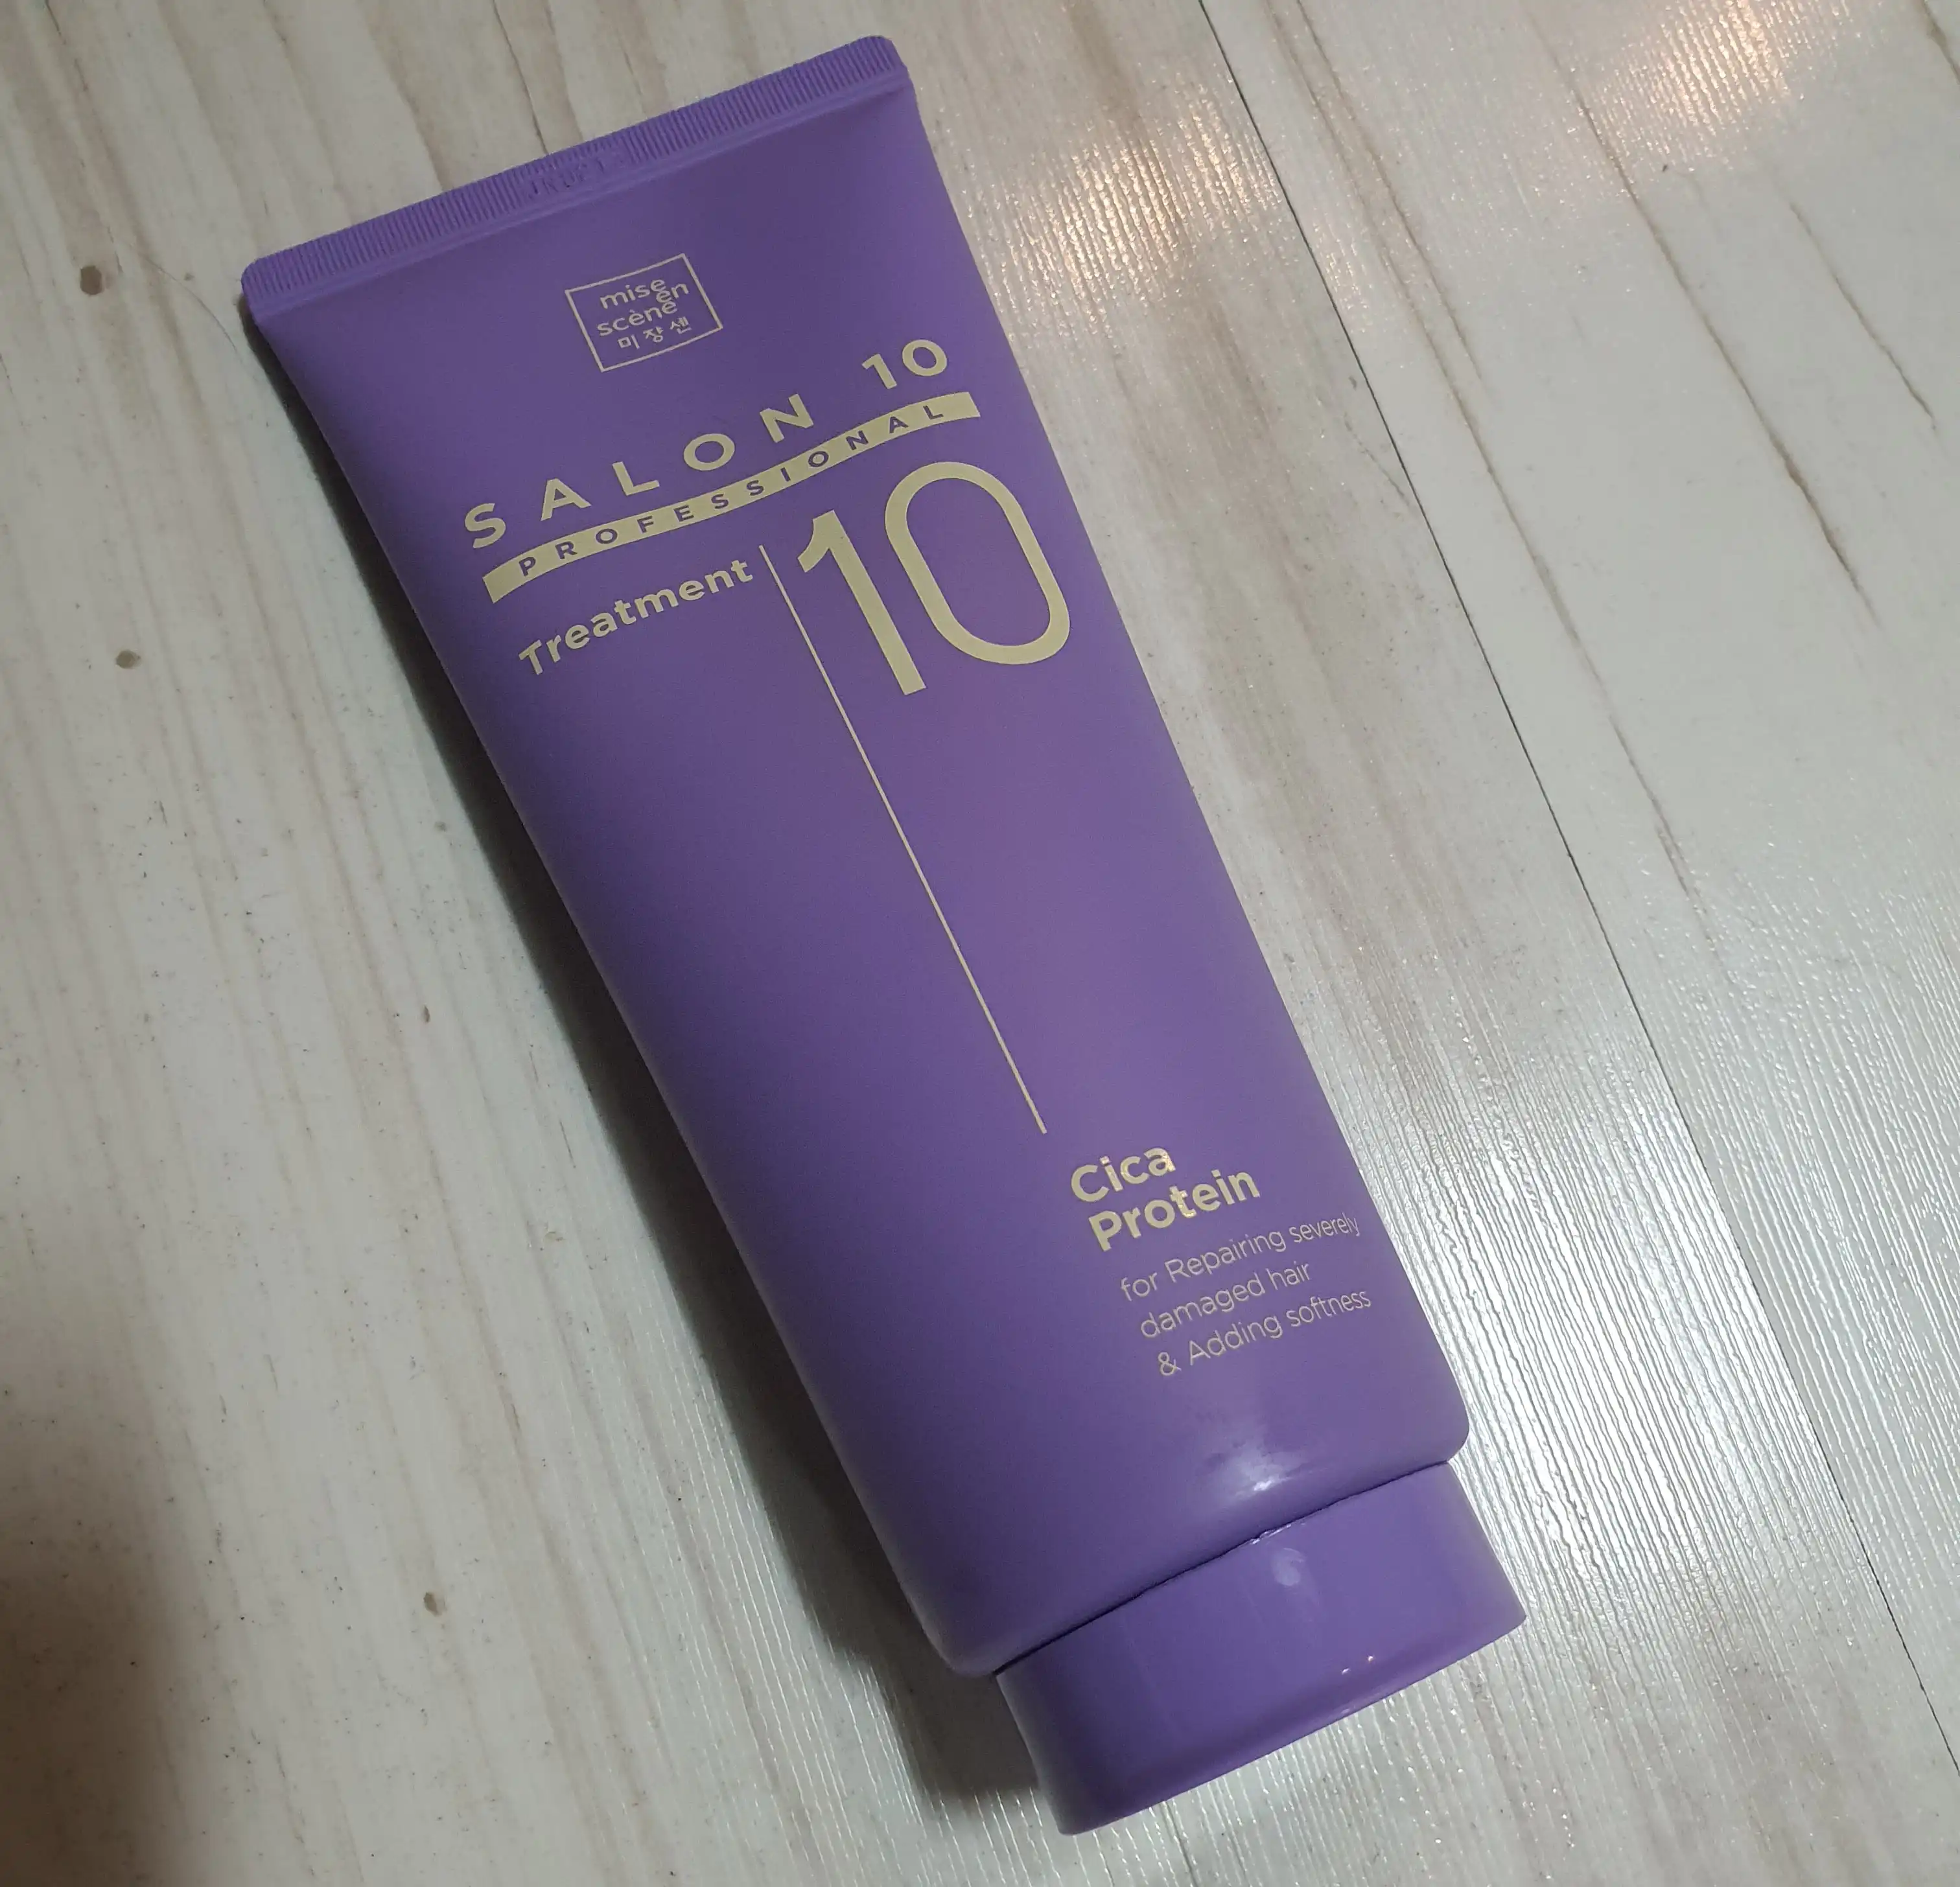 mise
en
scène
미쟝센
SALON 10
PROFESSIONAL
Treatment
10
Cica
Protein
for Repairing severely
damaged hair
& Adding softness